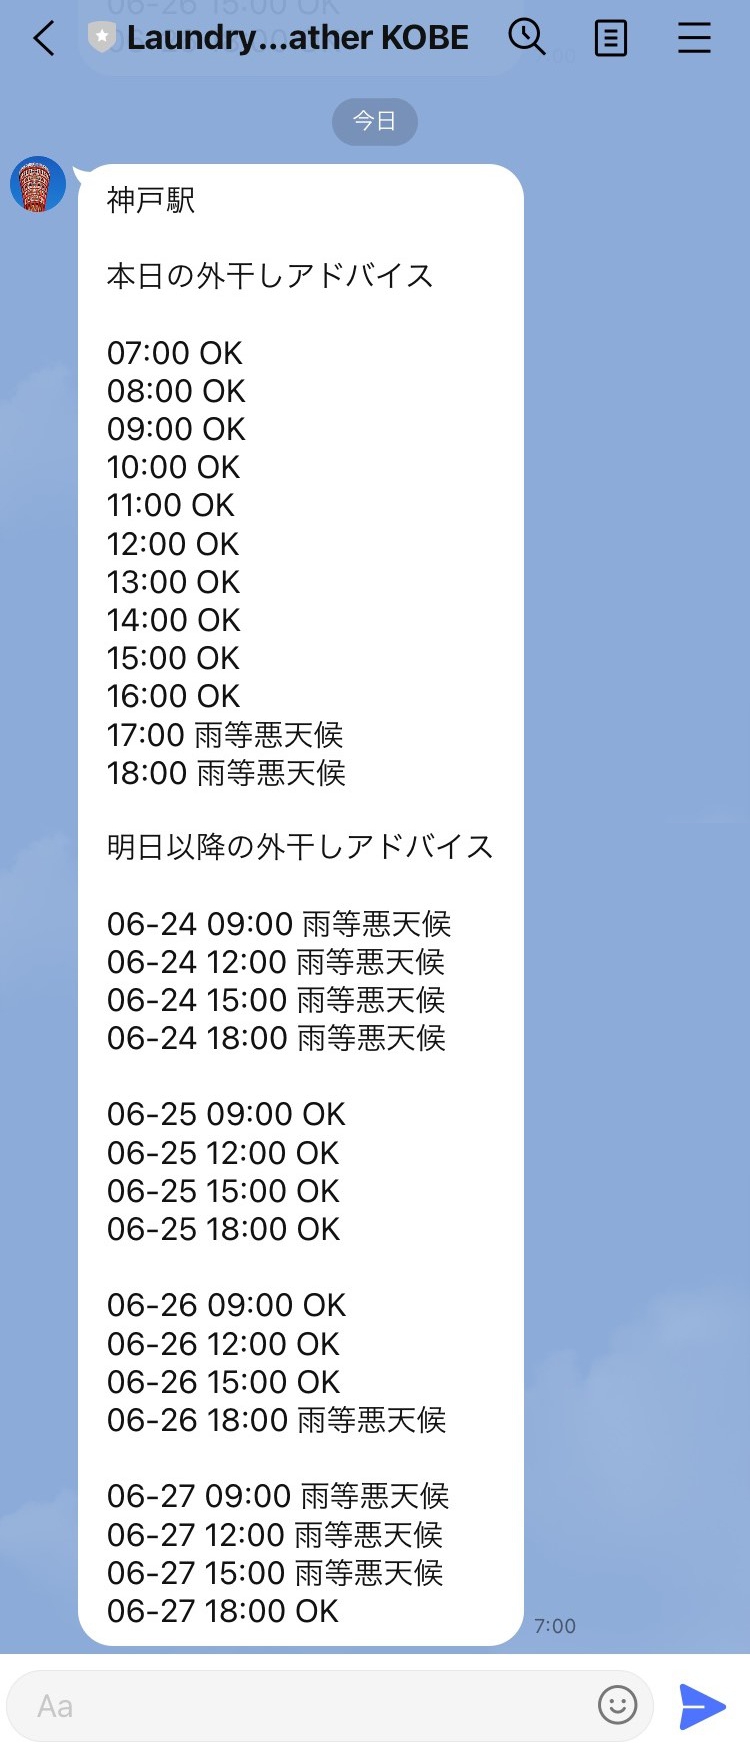 Laundry...ather KOBE
今日
神戸駅
本日の外干しアドバイス
07:00 OK
08:00 OK
09:00 OK
10:00 OK
11:00 OK
12:00 OK
13:00 OK
14:00 OK
15:00 OK
16:00 OK
17:00 雨等悪天候
18:00 雨等悪天候
明日以降の外干しアドバイス
06-24 09:00 雨等悪天候
06-24 12:00 雨等悪天候
06-24 15:00 雨等悪天候
06-24 18:00 雨等悪天候
06-25 09:00 OK
06-25 12:00 OK
06-25 15:00 OK
06-25 18:00 OK
06-26 09:00 OK
06-26 12:00 OK
06-26 15:00 OK
06-26 18:00 雨等悪天候
06-27 09:00 雨等悪天候
06-27 12:00 雨等悪天候
06-27 15:00 雨等悪天候
06-27 18:00 OK
7:00
Aa